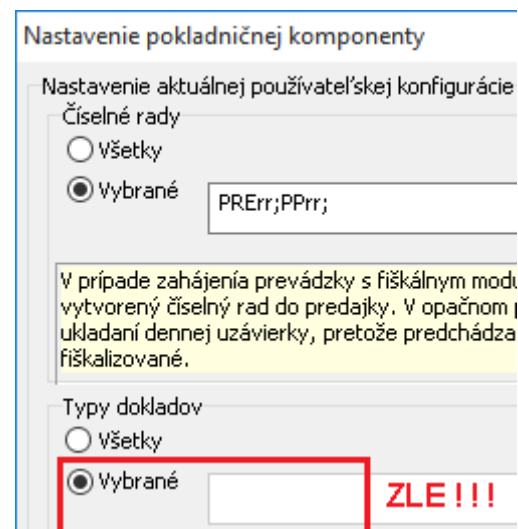 Nastavenie pokladničnej komponenty
Nastavenie aktuálnej používateľskej konfigurácie
Číselné rady
Všetky
Vybrané
PRErr;PPrr;
V prípade zahájenía prevádzky s fiškálnym modu
vytvorený číselný rad do predajky. V opačnom p
ukladaní dennej uzávierky, pretože predchádza
fiškalizované.
Typy dokladov
Všetky
Vybrané
ZLE!!!